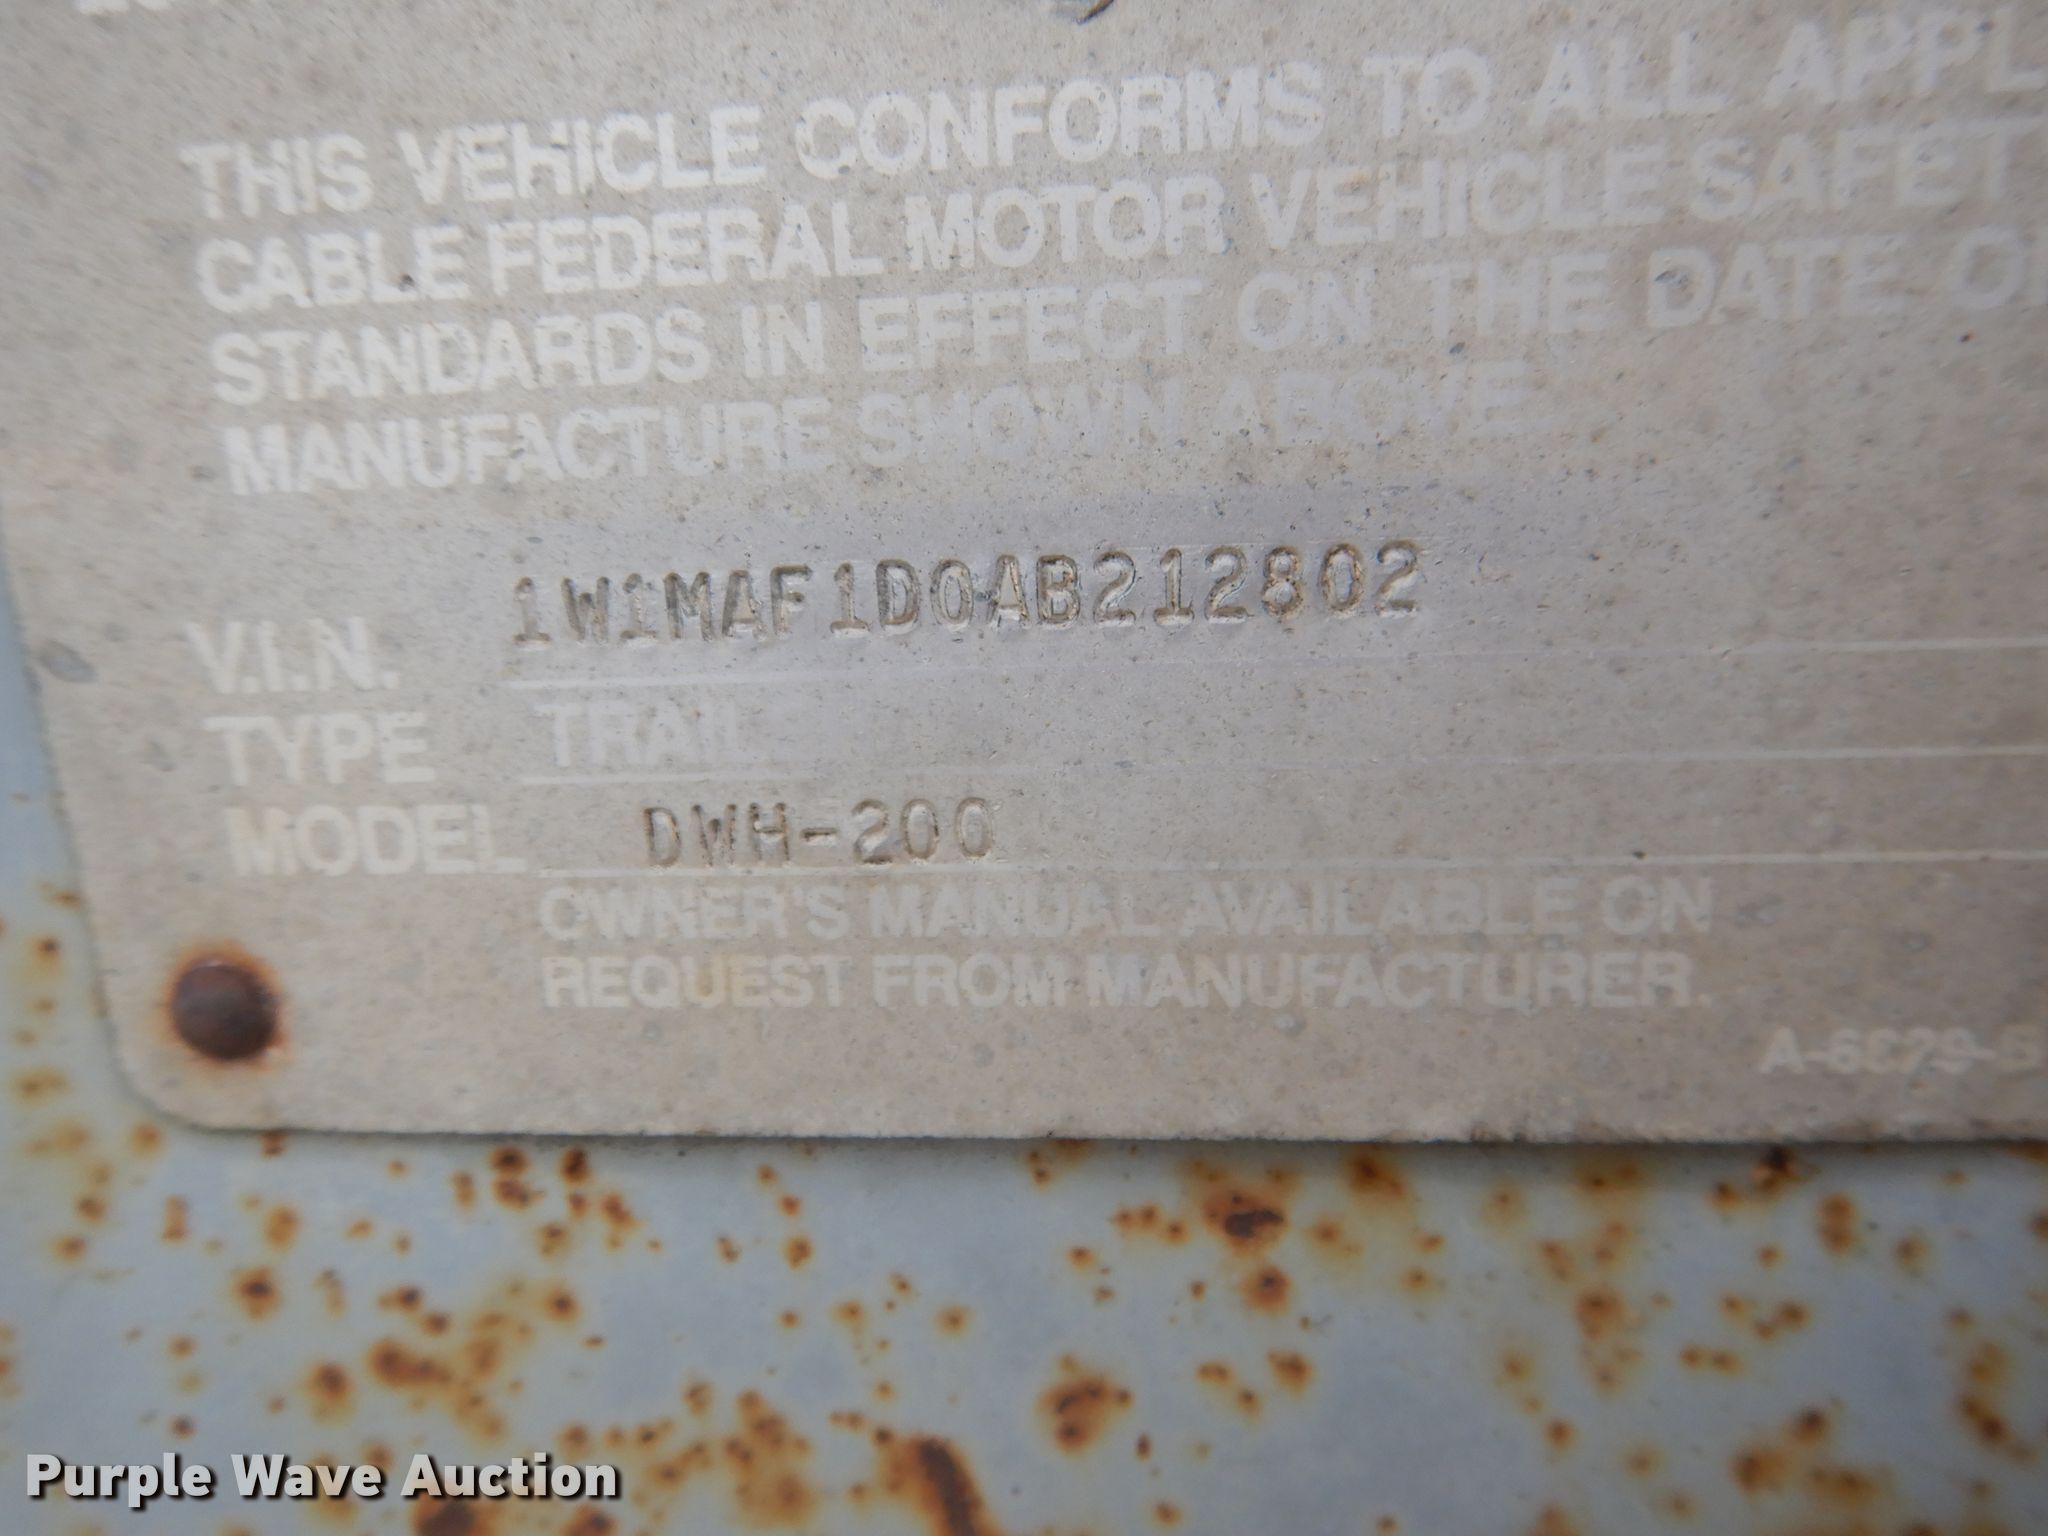 THIS VEHICLE CONFORMS TO ALL APPL
CABLE FEDERAL MOTOR VEHICLE SAFET
STANDARDS IN EFFECT ON THE DATE OF
MANUFACTURE SHOWN ABOVE.
V.I.N. 1W1MAF1D0AB212802
TYPE TRAIL
MODEL DWH-200
OWNER'S MANUAL AVAILABLE ON
REQUEST FROM MANUFACTURER.
Purple Wave Auction